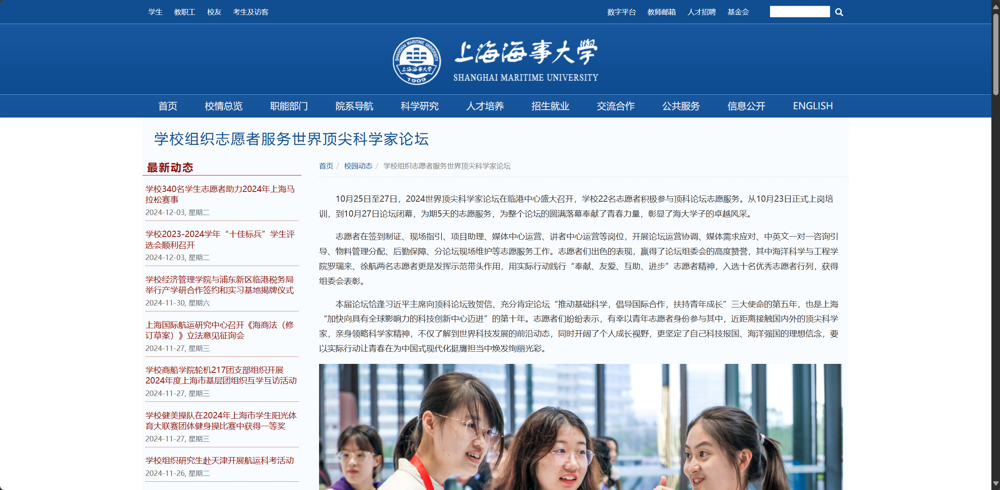 学生 教职工 校友 考生及访客 数字平台 教师邮箱 人才招聘 基金会
SHANGHAI MARITIME UNIVERSITY
上海海事大学
1909
上海海事大學
SHANGHAI MARITIME UNIVERSITY
首页 校情总览 职能部门 院系导航 科学研究 人才培养 招生就业 交流合作 公共服务 信息公开 ENGLISH
学校组织志愿者服务世界顶尖科学家论坛
最新动态
学校340名学生志愿者助力2024年上海马
拉松赛事
2024-12-03, 星期二
学校2023-2024学年“十佳标兵”学生评
选会顺利召开
2024-12-03, 星期二
学校经济管理学院与浦东新区临港税务局
举行产学研合作签约和实习基地揭牌仪式
2024-11-30, 星期六
上海国际航运研究中心召开《海商法（修
订草案）》立法意见征询会
2024-11-27, 星期三
学校商船学院轮机217团支部组织开展
2024年度上海市基层团组织互学互访活动
2024-11-27, 星期三
学校健美操队在2024年上海市学生阳光体
育大联赛团体健身操比赛中获得一等奖
2024-11-27, 星期三
学校组织研究生赴天津开展航运科考活动
2024-11-26, 星期二
首页 / 校园动态 / 学校组织志愿者服务世界顶尖科学家论坛
10月25日至27日，2024世界顶尖科学家论坛在临港中心盛大召开，学校22名志愿者积极参与顶科论坛志愿服务。从10月23日正式上岗培
训，到10月27日论坛闭幕，为期5天的志愿服务，为整个论坛的圆满落幕奉献了青春力量，彰显了海大学子的卓越风采。
志愿者在签到制证、现场指引、项目助理、媒体中心运营、讲者中心运营等岗位，开展论坛运营协调、媒体需求应对、中英文一对一咨询引
导、物料管理分配、后勤保障、分论坛现场维护等志愿服务工作。志愿者们出色的表现，赢得了论坛组委会的高度赞誉，其中海洋科学与工程学
院罗瑞来、徐航两名志愿者更是发挥示范带头作用，用实际行动践行“奉献、友爱、互助、进步”志愿者精神，入选十名优秀志愿者行列，获得
组委会表彰。
本届论坛恰逢习近平主席向顶科论坛致贺信、充分肯定论坛“推动基础科学，倡导国际合作，扶持青年成长”三大使命的第五年，也是上海
“加快向具有全球影响力的科技创新中心迈进”的第十年。志愿者们纷纷表示，有幸以青年志愿者身份参与其中，近距离接触国内外的顶尖科学
家，亲身领略科学家精神，不仅了解到世界科技发展的前沿动态，同时开阔了个人成长视野，更坚定了自己科技报国、海洋强国的理想信念，要
以实际行动让青春在为中国式现代化挺膺担当中焕发绚丽光彩。